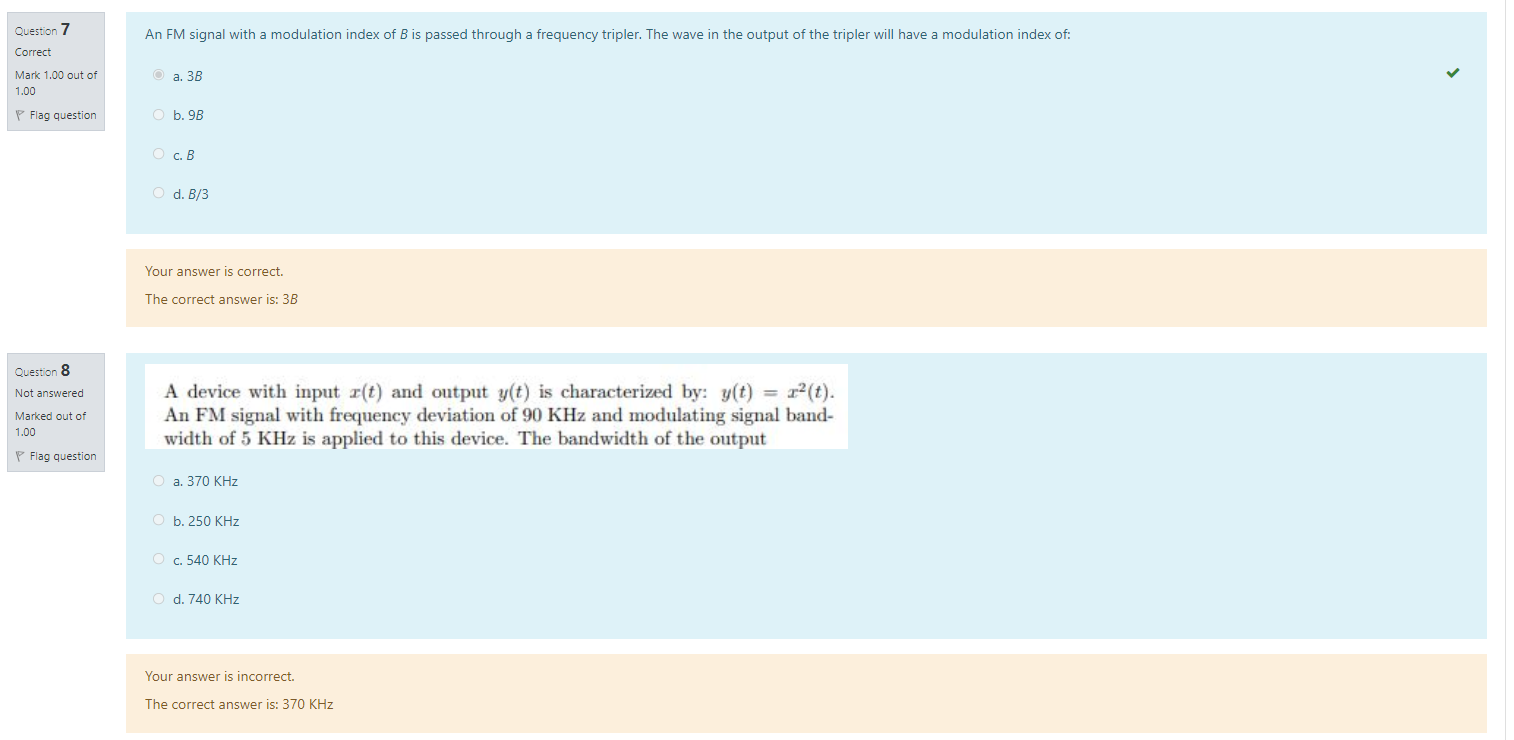 Question 7
Correct
Mark 1.00 out of
1.00
Flag question
An FM signal with a modulation index of B is passed through a frequency tripler. The wave in the output of the tripler will have a modulation index of:
a. 3B
b. 9B
c. B
d. B/3
Your answer is correct.
The correct answer is: 3B
Question 8
Not answered
Marked out of
1.00
Flag question
A device with input x(t) and output y(t) is characterized by: y(t) = x²(t).
An FM signal with frequency deviation of 90 KHz and modulating signal band-
width of 5 KHz is applied to this device. The bandwidth of the output
a. 370 KHz
b. 250 KHz
c. 540 KHz
d. 740 KHz
Your answer is incorrect.
The correct answer is: 370 KHz